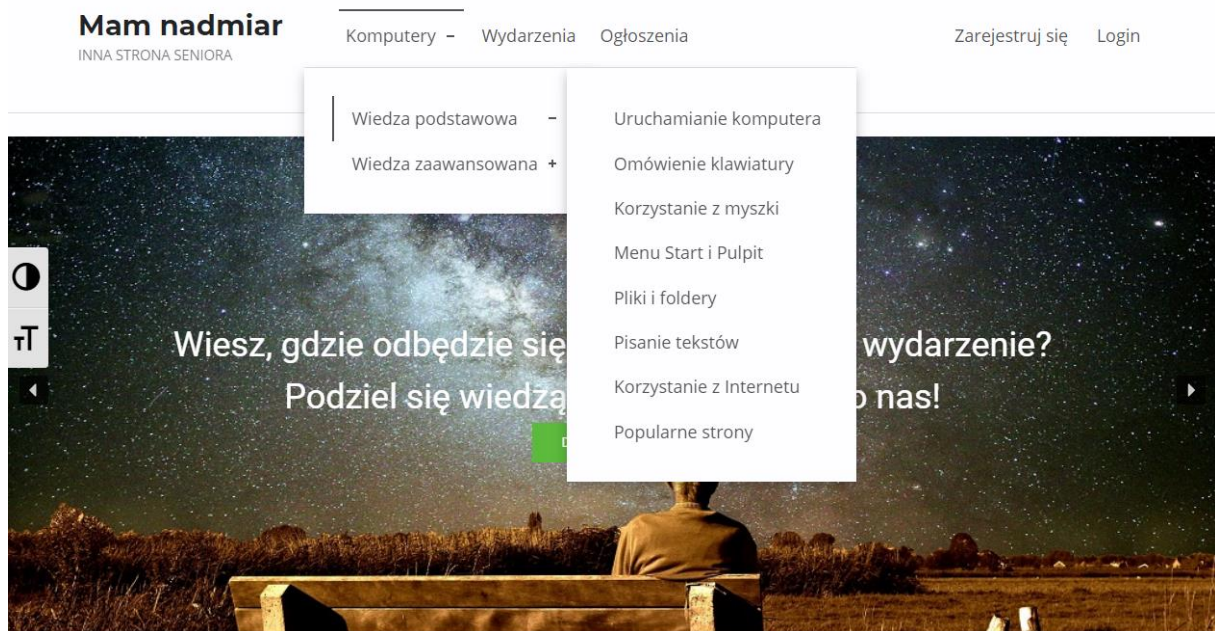 Mam nadmiar
INNA STRONA SENIORA
Komputery – Wydarzenia Ogłoszenia
Zarejestruj się Login
Wiedza podstawowa –
Wiedza zaawansowana +
Uruchamianie komputera
Omówienie klawiatury
Korzystanie z myszki
Menu Start i Pulpit
Pliki i foldery
Pisanie tekstów
Korzystanie z Internetu
Popularne strony
TT
Wiesz, gdzie odbędzie się wydarzenie?
Podziel się wiedzą nas!